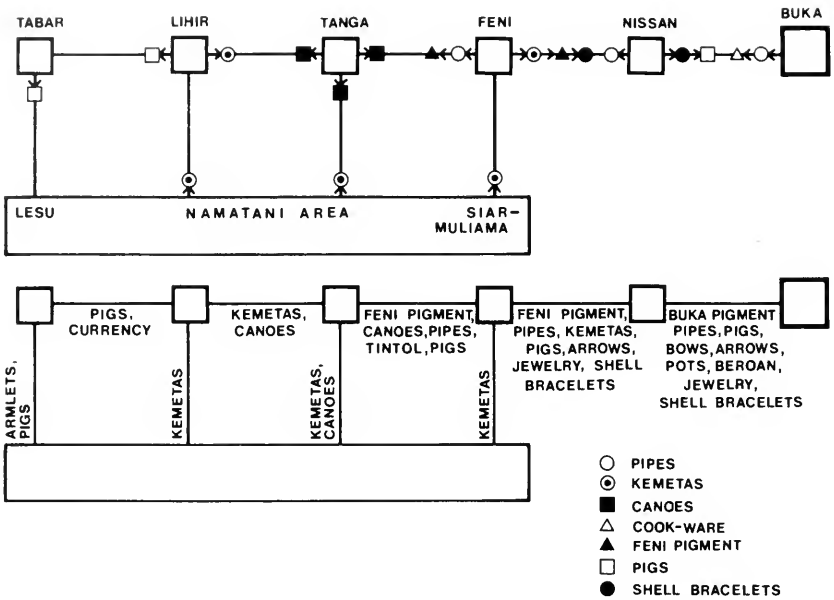 TABAR LIHIR TANGA FENI NISSAN BUKA
LESU NAMATANI AREA SIAR-
MULIAMA
PIGS,
CURRENCY
KEMETAS,
CANOES
FENI PIGMENT,
CANOES, PIPES,
TINTOL, PIGS
FENI PIGMENT,
PIPES, KEMETAS,
PIGS, ARROWS,
JEWELRY, SHELL
BRACELETS
BUKA PIGMENT
PIPES, PIGS,
BOWS, ARROWS,
POTS, BEROAN,
JEWELRY,
SHELL BRACELETS
ARMLETS,
PIGS
KEMETAS
KEMETAS,
CANOES
KEMETAS
PIPES
KEMETAS
CANOES
COOK-WARE
FENI PIGMENT
PIGS
SHELL BRACELETS